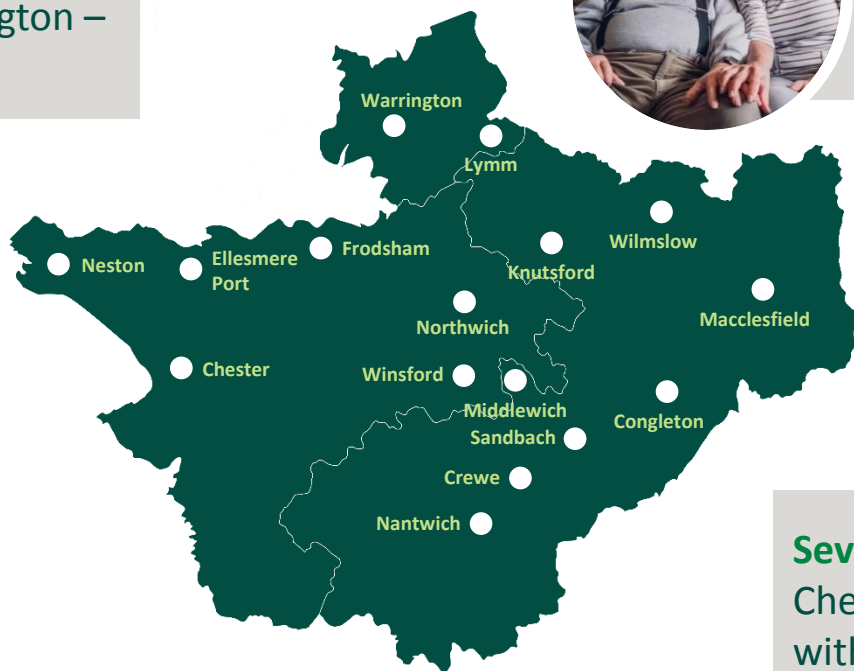 gton –
Warrington
Lymm
Wilmslow
Frodsham
Ellesmere
Port
Neston
Knutsford
Macclesfield
Northwich
Chester
Winsford
Middlewich
Congleton
Sandbach
Crewe
Nantwich
Sev
Che
with